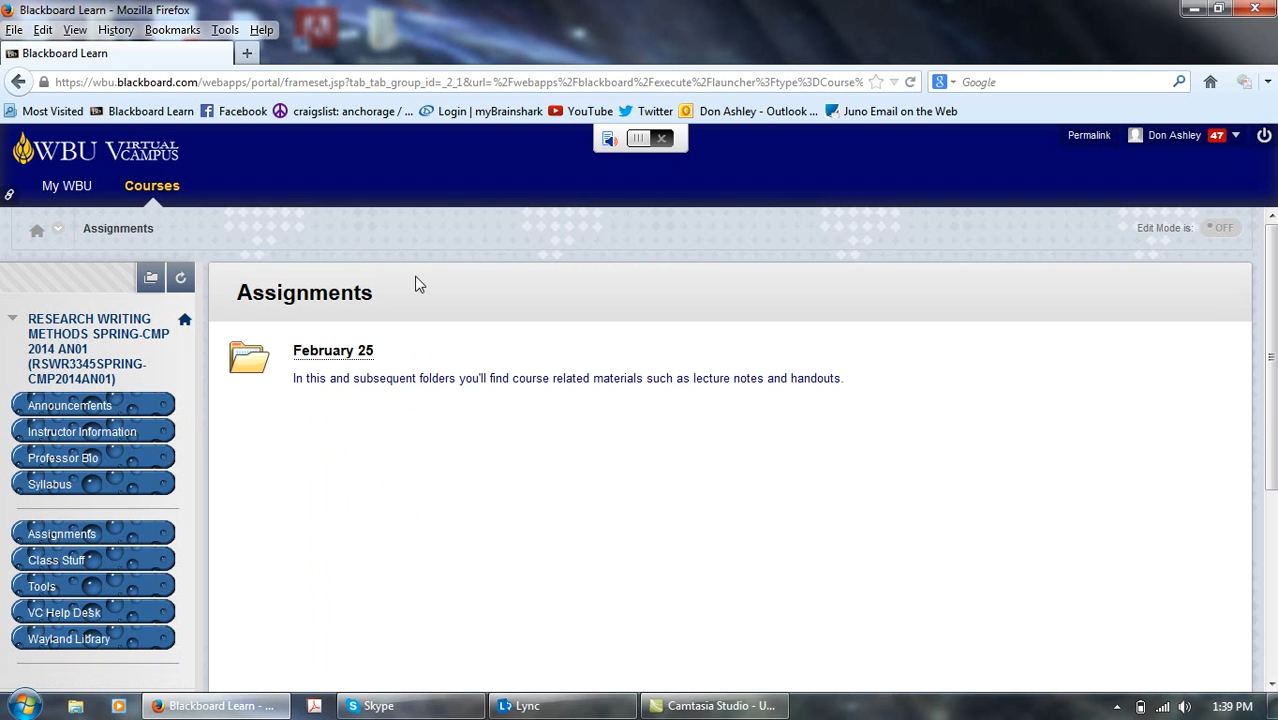 Blackboard Learn - Mozilla Firefox
File Edit View History Bookmarks Tools Help
Bb Blackboard Learn
https://wbu.blackboard.com/webapps/portal/frameset.jsp?tab_tab_group_id=_2_1&url=%2Fwebapps%2Fblackboard%2Fexecute%2Flauncher%3Ftype%3DCourse% Google
Most Visited Bb Blackboard Learn Facebook craigslist: anchorage / ... Login | myBrainshark YouTube Twitter Don Ashley - Outlook ... Juno Email on the Web
WBU VIRTUAL CAMPUS
Permalink Don Ashley 47
My WBU Courses
Assignments
Edit Mode is: OFF
RESEARCH WRITING
METHODS SPRING-CMP
2014 AN01
(RSWR3345SPRING-
CMP2014AN01)
Announcements
Instructor Information
Professor Bio
Syllabus
Assignments
Class Stuff
Tools
VC Help Desk
Wayland Library
Assignments
February 25
In this and subsequent folders you'll find course related materials such as lecture notes and handouts.
Blackboard Learn - ... Skype Lync Camtasia Studio - U... 1:39 PM